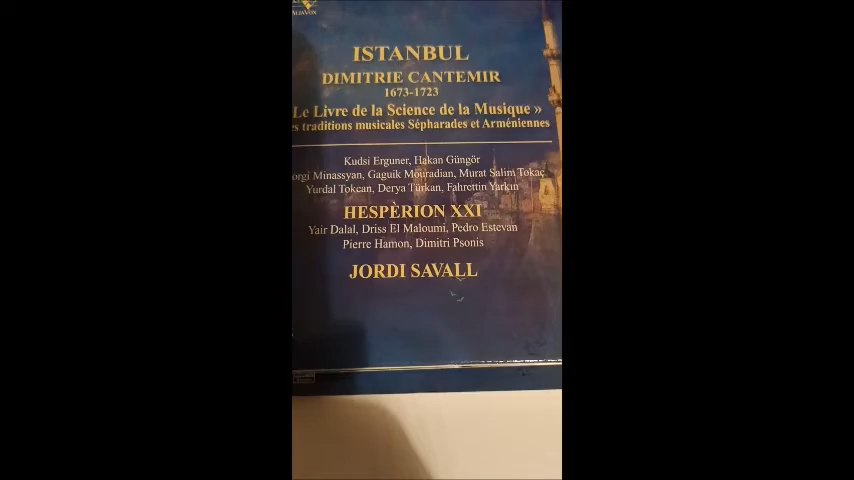 ALIAVOX
ISTANBUL
DIMITRIE CANTEMIR
1673-1723
Le Livre de la Science de la Musique »
es traditions musicales Sépharades et Arméniennes
Kudsi Erguner, Hakan Güngör
orgi Minassyan, Gaguik Mouradian, Murat Salim Tokaç
Yurdal Tokcan, Derya Türkan, Fahrettin Yarkın
HESPÈRION XXI
Yair Dalal, Driss El Maloumi, Pedro Estevan
Pierre Hamon, Dimitri Psonis
JORDI SAVALL